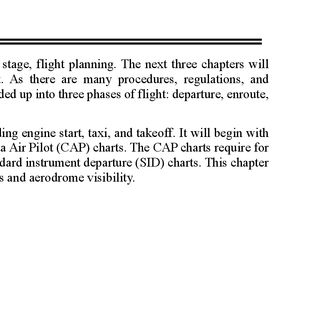 stage, flight planning. The next three chapters will
. As there are many procedures, regulations, and
ded up into three phases of flight: departure, enroute,
ing engine start, taxi, and takeoff. It will begin with
a Air Pilot (CAP) charts. The CAP charts require for
dard instrument departure (SID) charts. This chapter
s and aerodrome visibility.